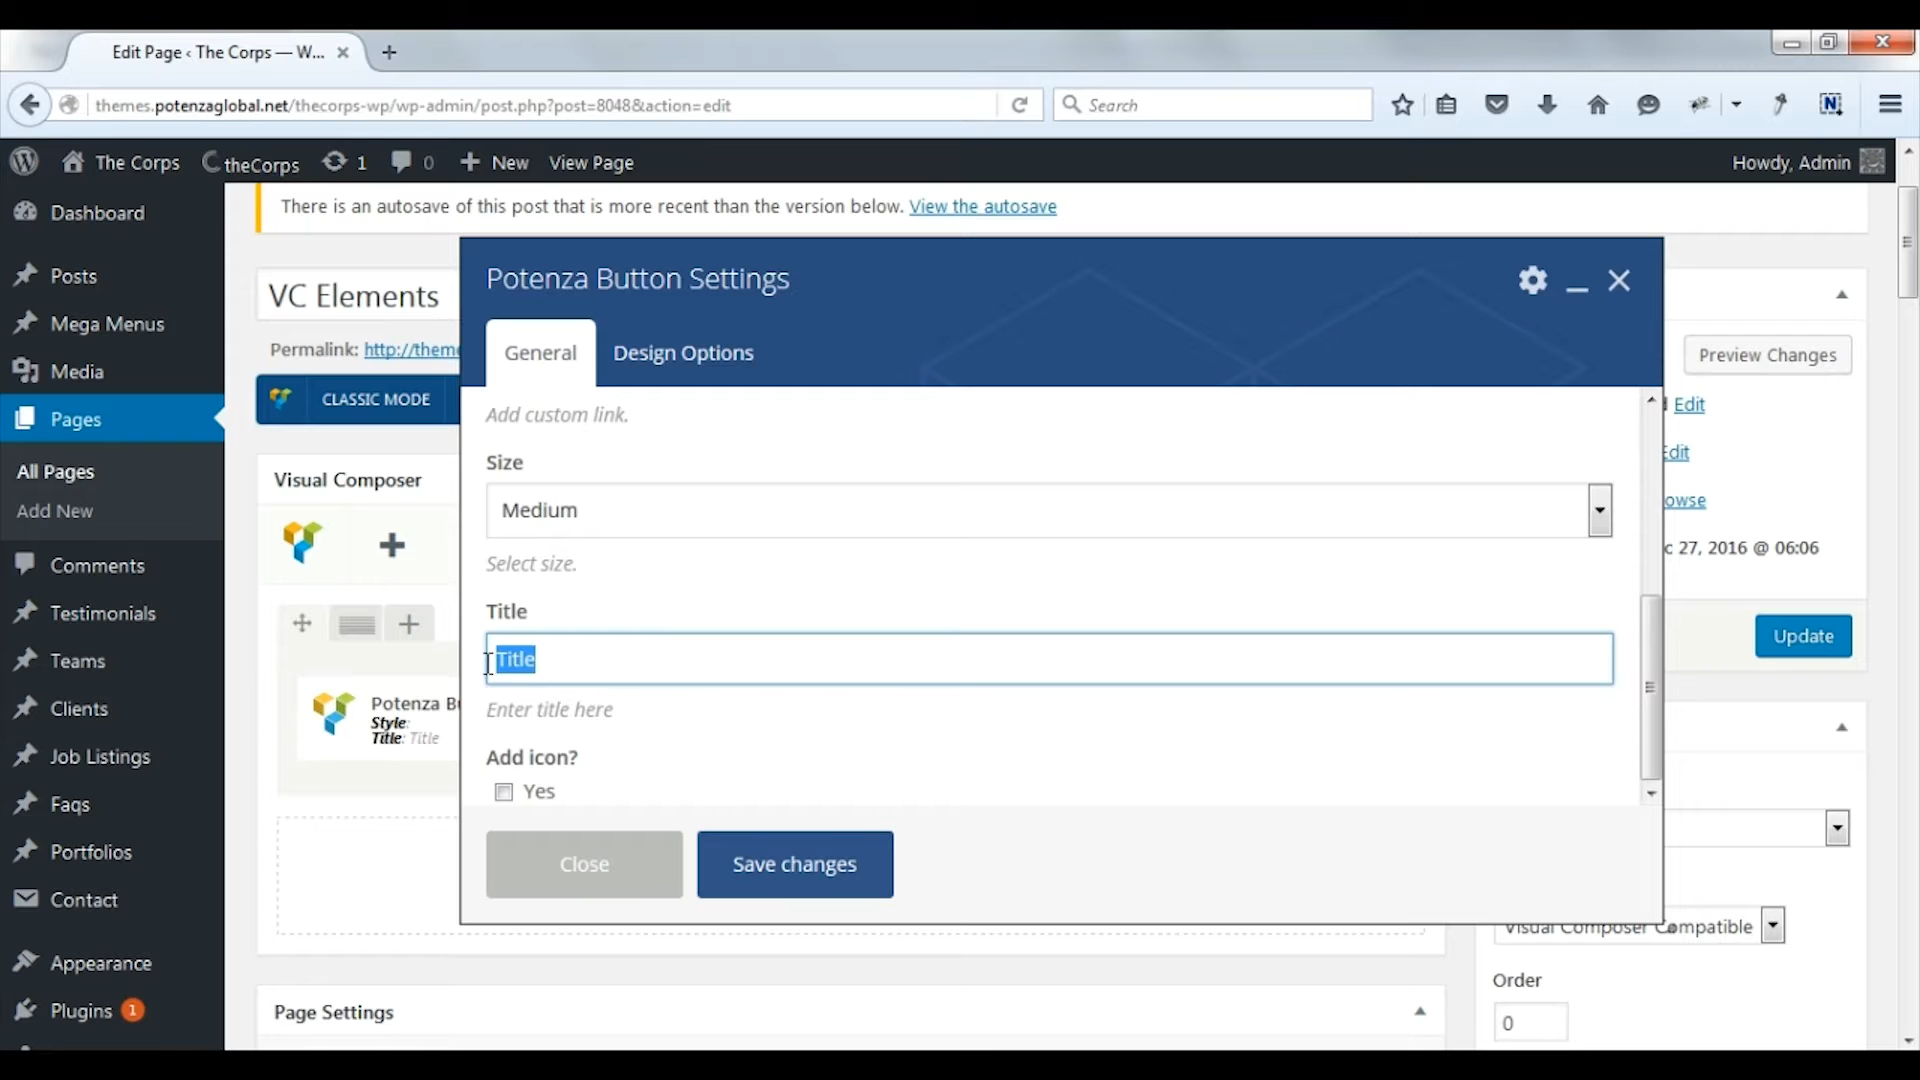 Edit Page ‹ The Corps — W...
themes.potenzaglobal.net/thecorps-wp/wp-admin/post.php?post=8048&action=edit
Search
The Corps
theCorps
1
0
New
View Page
Howdy, Admin
Dashboard
Posts
Mega Menus
Media
Pages
All Pages
Add New
Comments
Testimonials
Teams
Clients
Job Listings
Faqs
Portfolios
Contact
Appearance
Plugins 1
There is an autosave of this post that is more recent than the version below. View the autosave
VC Elements
Permalink: http://theme
CLASSIC MODE
Visual Composer
Potenza Bu
Style:
Title: Title
Page Settings
Potenza Button Settings
General
Design Options
Add custom link.
Size
Medium
Select size.
Title
Title
Enter title here
Add icon?
Yes
Close
Save changes
Preview Changes
Edit
Edit
owse
c 27, 2016 @ 06:06
Update
Visual Composer Compatible
Order
0